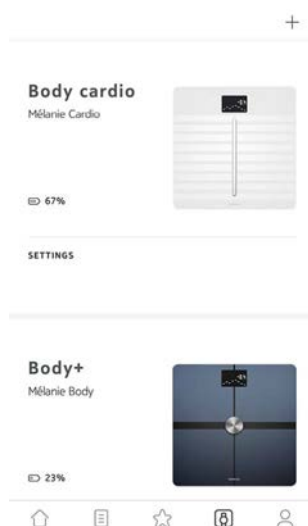 Body cardio
Mélanie Cardio
67%
SETTINGS
Body+
Mélanie Body
23%